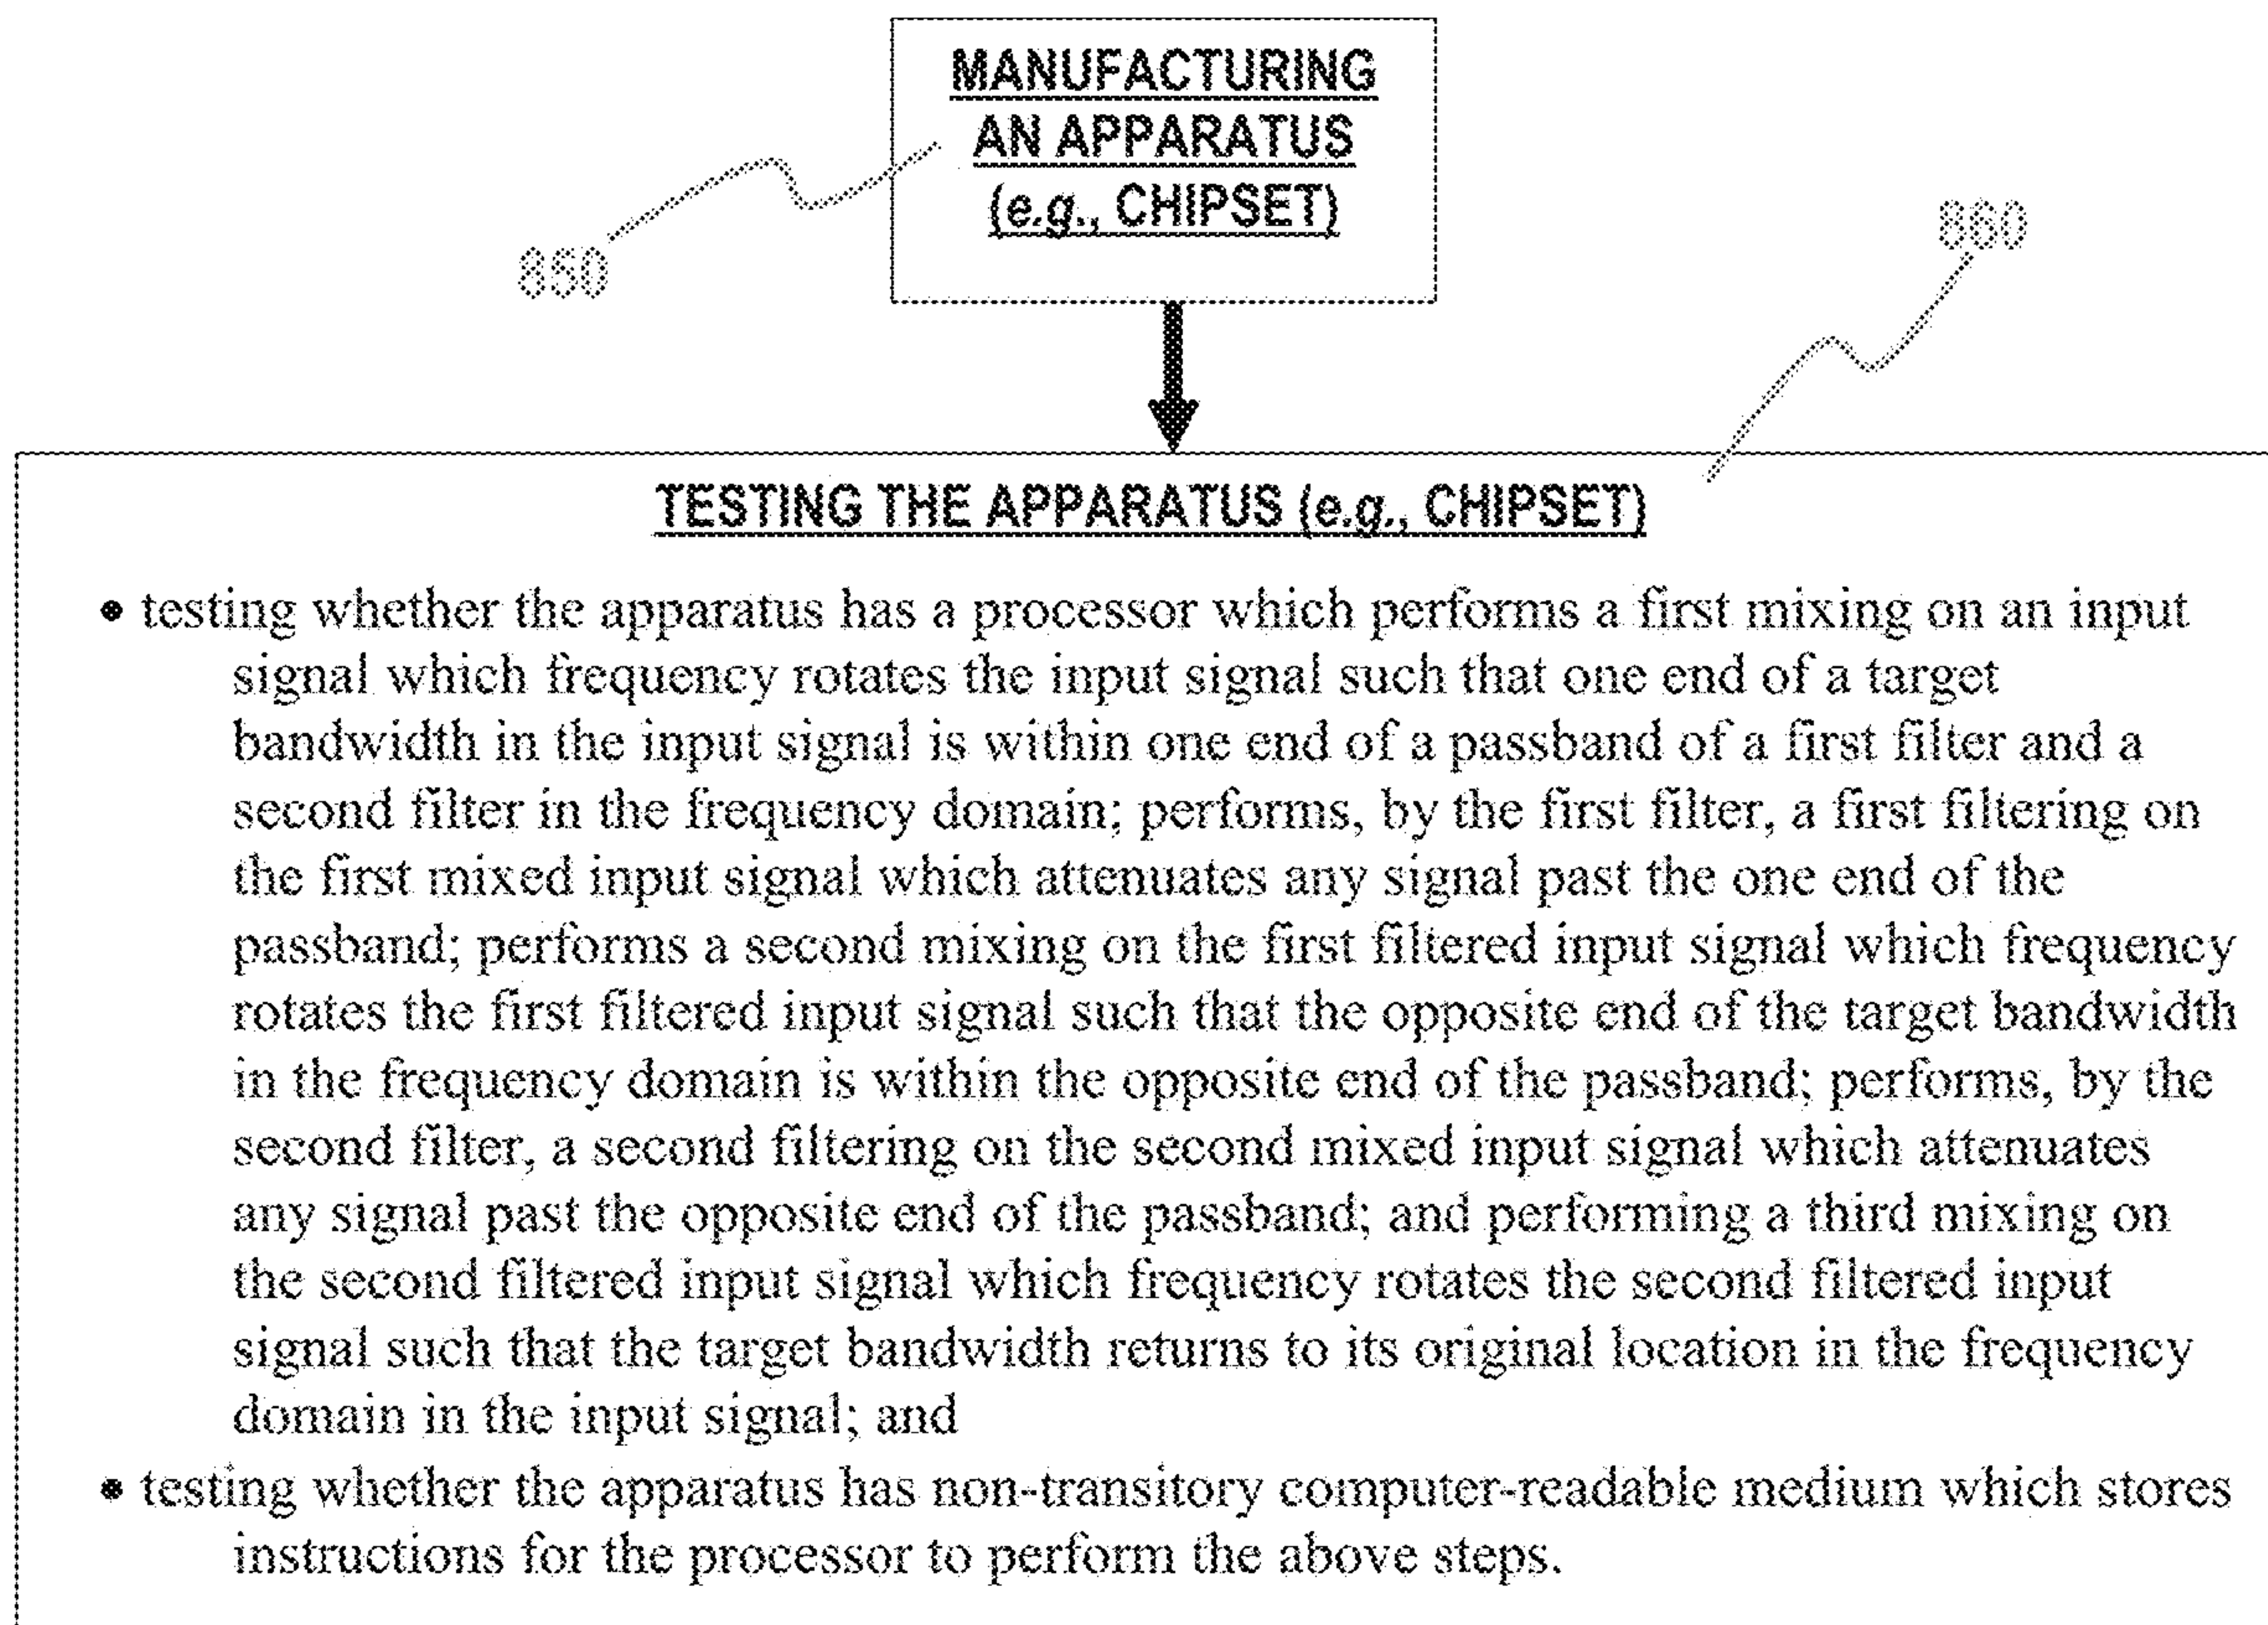 MANUFACTURING
AN APPARATUS
(e.g., CHIPSET)
850
860
TESTING THE APPARATUS (e.g., CHIPSET)
• testing whether the apparatus has a processor which performs a first mixing on an input
signal which frequency rotates the input signal such that one end of a target
bandwidth in the input signal is within one end of a passband of a first filter and a
second filter in the frequency domain; performs, by the first filter, a first filtering on
the first mixed input signal which attenuates any signal past the one end of the
passband; performs a second mixing on the first filtered input signal which frequency
rotates the first filtered input signal such that the opposite end of the target bandwidth
in the frequency domain is within the opposite end of the passband; performs, by the
second filter, a second filtering on the second mixed input signal which attenuates
any signal past the opposite end of the passband; and performing a third mixing on
the second filtered input signal which frequency rotates the second filtered input
signal such that the target bandwidth returns to its original location in the frequency
domain in the input signal; and
• testing whether the apparatus has non-transitory computer-readable medium which stores
instructions for the processor to perform the above steps.